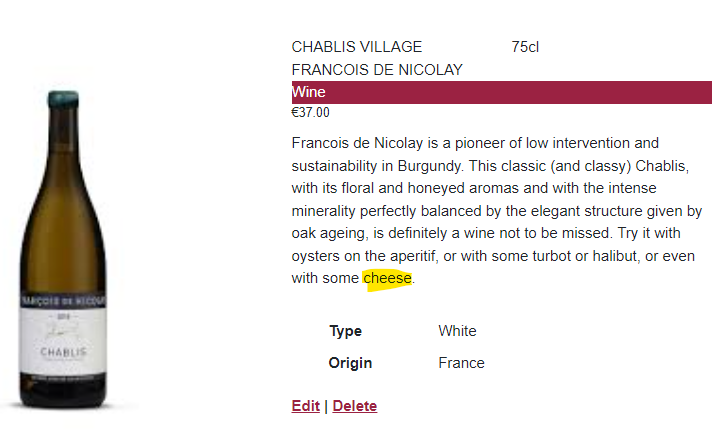 CHABLIS VILLAGE 75cl
FRANCOIS DE NICOLAY
Wine
€37.00
Francois de Nicolay is a pioneer of low intervention and
sustainability in Burgundy. This classic (and classy) Chablis,
with its floral and honeyed aromas and with the intense
minerality perfectly balanced by the elegant structure given by
oak ageing, is definitely a wine not to be missed. Try it with
oysters on the aperitif, or with some turbot or halibut, or even
with some cheese.
Type White
Origin France
Edit | Delete
FRANÇOIS DE NICOLAY
CHABLIS